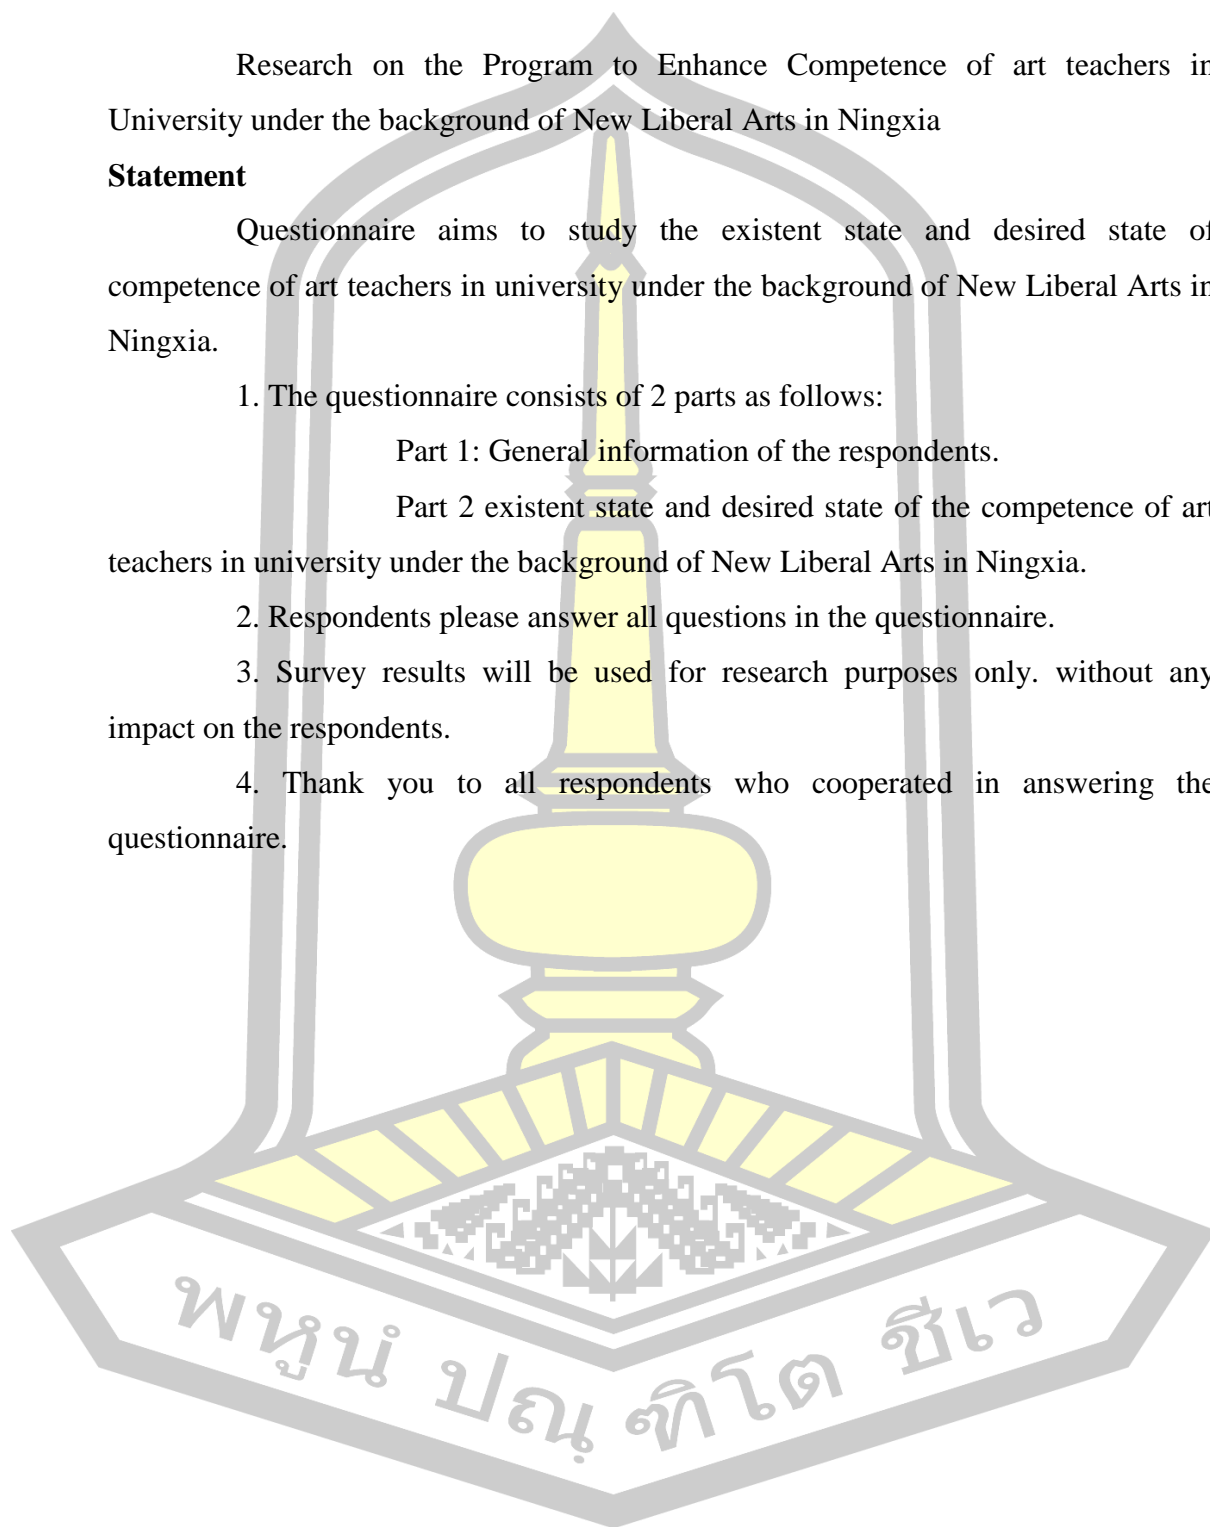 Research on the Program to Enhance Competence of art teachers in
University under the background of New Liberal Arts in Ningxia
Statement
Questionnaire aims to study the existent state and desired state of
competence of art teachers in university under the background of New Liberal Arts in
Ningxia.
1. The questionnaire consists of 2 parts as follows:
Part 1: General information of the respondents.
Part 2 existent state and desired state of the competence of art
teachers in university under the background of New Liberal Arts in Ningxia.
2. Respondents please answer all questions in the questionnaire.
3. Survey results will be used for research purposes only. without any
impact on the respondents.
4. Thank you to all respondents who cooperated in answering the
questionnaire.
พหูนํ ปณฺฑิโต ชีเว